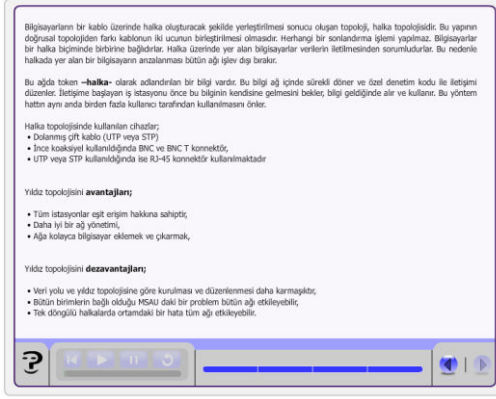 Bilgisayarların bir kablo üzerinde halka oluşturacak şekilde yerleştirilmesi sonucu oluşan topoloji, halka topolojisidir. Bu yapının
doğrusal topolojiden farkı kablonun iki ucunun birleştirilmesi olmasıdır. Herhangi bir sonlandırma işlemi yapılmaz. Bilgisayarlar
bir halka biçiminde birbirine bağlıdırlar. Halka üzerinde yer alan bilgisayarlar verilerin iletilmesinden sorumludurlar. Bu nedenle
halkada yer alan bir bilgisayarın arızalanması bütün ağı işlev dışı bırakır.
Bu ağda token –halka- olarak adlandırılan bir bilgi vardır. Bu bilgi ağ içinde sürekli döner ve özel denetim kodu ile iletişimi
düzenler. İletişime başlayan iş istasyonu önce bu bilginin kendisine gelmesini bekler, bilgi geldiğinde alır ve kullanır. Bu yöntem
hattın aynı anda birden fazla kullanıcı tarafından kullanılmasını önler.
Halka topolojisinde kullanılan cihazlar;
• Dolanmış çift kablo (UTP veya STP)
• İnce koaksiyel kullanıldığında BNC ve BNC T konnektör,
• UTP veya STP kullanıldığında ise RJ-45 konnektör kullanılmaktadır
Yıldız topolojisini avantajları;
• Tüm istasyonlar eşit erişim hakkına sahiptir,
• Daha iyi bir ağ yönetimi,
• Ağa kolayca bilgisayar eklemek ve çıkarmak,
Yıldız topolojisini dezavantajları;
• Veri yolu ve yıldız topolojisine göre kurulması ve düzenlenmesi daha karmaşıktır,
• Bütün birimlerin bağlı olduğu MSAU daki bir problem bütün ağı etkileyebilir,
• Tek döngülü halkalarda ortamdaki bir hata tüm ağı etkileyebilir.